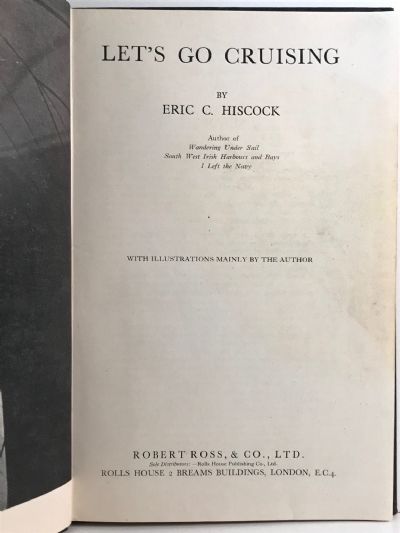 LET'S GO CRUISING
BY
ERIC C. HISCOCK
Author of
Wandering Under Sail
South West Irish Harbours and Bays
I Left the Navy
WITH ILLUSTRATIONS MAINLY BY THE AUTHOR
ROBERT ROSS, & CO., LTD.
Sole Distributors:—Rolls House Publishing Co., Ltd.
ROLLS HOUSE 2 BREAMS BUILDINGS, LONDON, E.C.4.